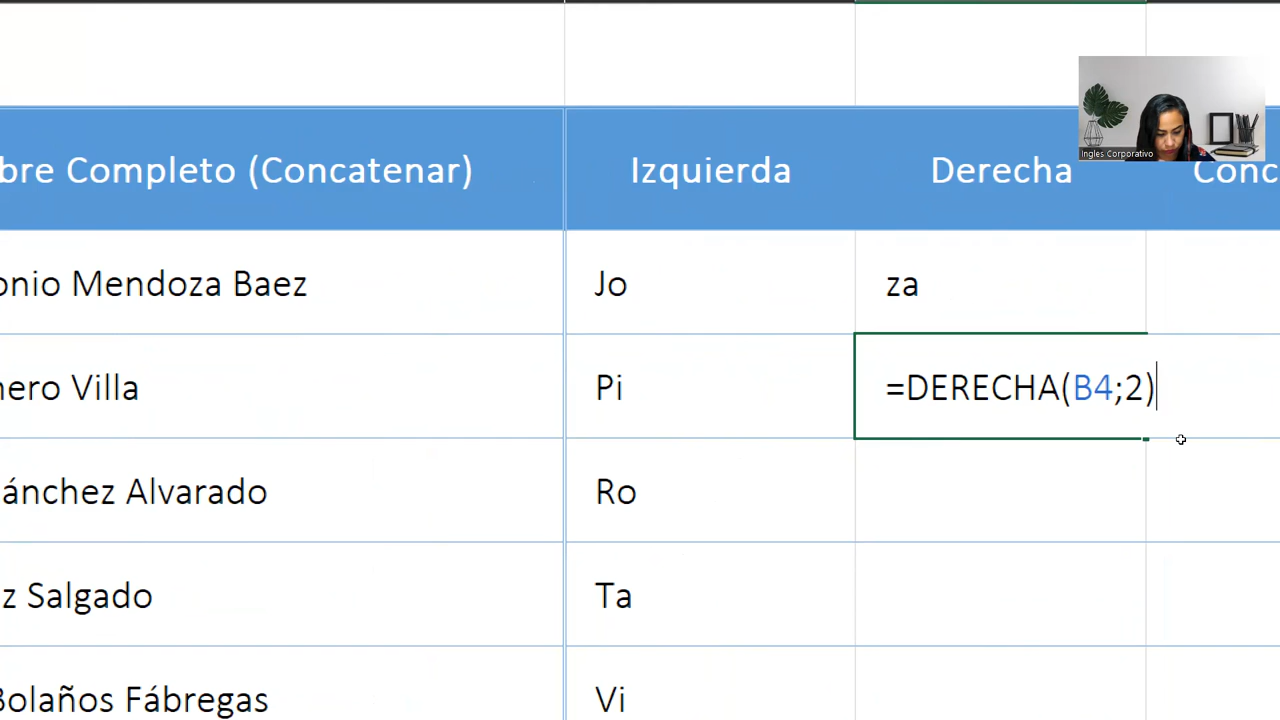 Ingles Corporativo
bre Completo (Concatenar) Izquierda Derecha Conc
onio Mendoza Baez Jo za
nero Villa Pi =DERECHA(B4;2)
ánchez Alvarado Ro
z Salgado Ta
Bolaños Fábregas Vi